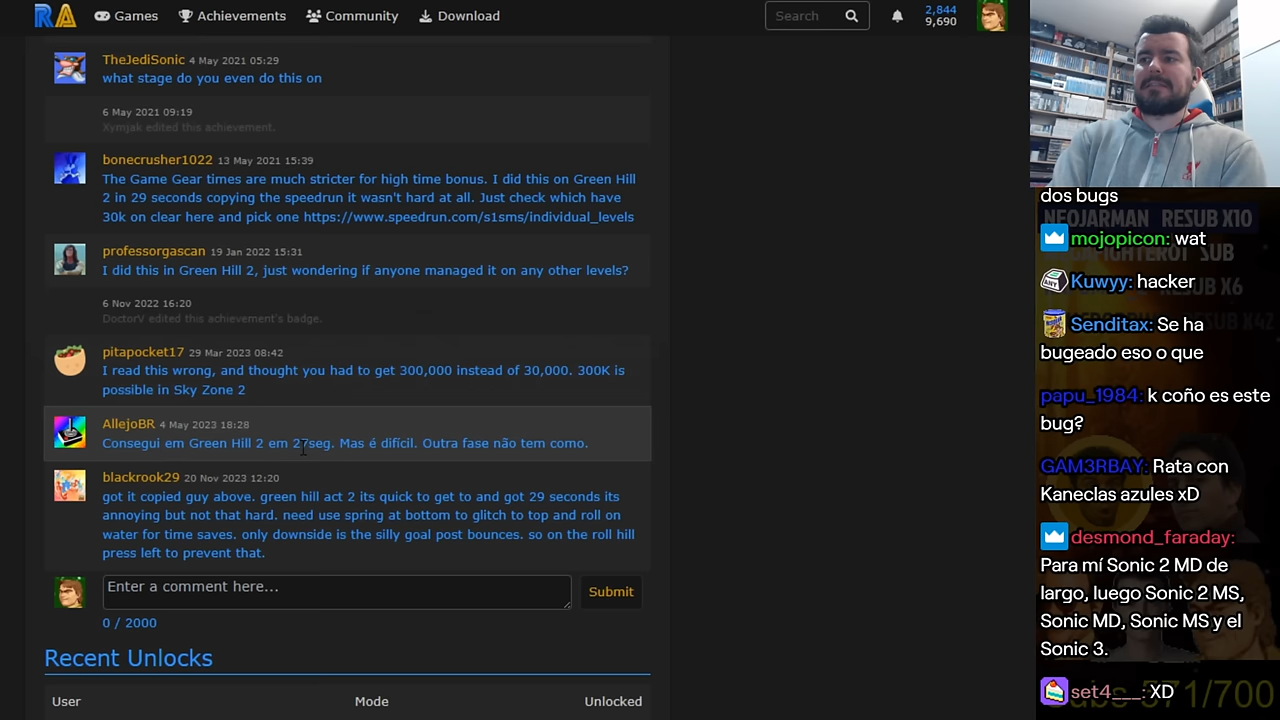 RA Games Achievements Community Download Search 2,844
9,690
TheJediSonic 4 May 2021 05:29
what stage do you even do this on
6 May 2021 09:19
Xymjak edited this achievement.
bonecrusher1022 13 May 2021 15:39
The Game Gear times are much stricter for high time bonus. I did this on Green Hill
2 in 29 seconds copying the speedrun it wasn't hard at all. Just check which have
30k on clear here and pick one https://www.speedrun.com/s1sms/individual_levels
professorgascan 19 Jan 2022 15:31
I did this in Green Hill 2, just wondering if anyone managed it on any other levels?
6 Nov 2022 16:20
DoctorV edited this achievement's badge.
pitapocket17 29 Mar 2023 08:42
I read this wrong, and thought you had to get 300,000 instead of 30,000. 300K is
possible in Sky Zone 2
AllejoBR 4 May 2023 18:28
Consegui em Green Hill 2 em 27seg. Mas é difícil. Outra fase não tem como.
blackrook29 20 Nov 2023 12:20
got it copied guy above. green hill act 2 its quick to get to and got 29 seconds its
annoying but not that hard. need use spring at bottom to glitch to top and roll on
water for time saves. only downside is the silly goal post bounces. so on the roll hill
press left to prevent that.
Enter a comment here...
Submit
0 / 2000
Recent Unlocks
User Mode Unlocked
dos bugs
NEOJARMAN RESUB X10
mojopicon: wat
SUB
Kuwyy: hacker
RESUB X6
Senditax: Se ha
bugeado eso o que
papu_1984: k coño es este
bug?
GAM3RBAY: Rata con
Kaneclas azules xD
desmond_faraday:
Para mí Sonic 2 MD de
largo, luego Sonic 2 MS,
Sonic MD, Sonic MS y el
Sonic 3.
set4___: XD
Subs 571/700